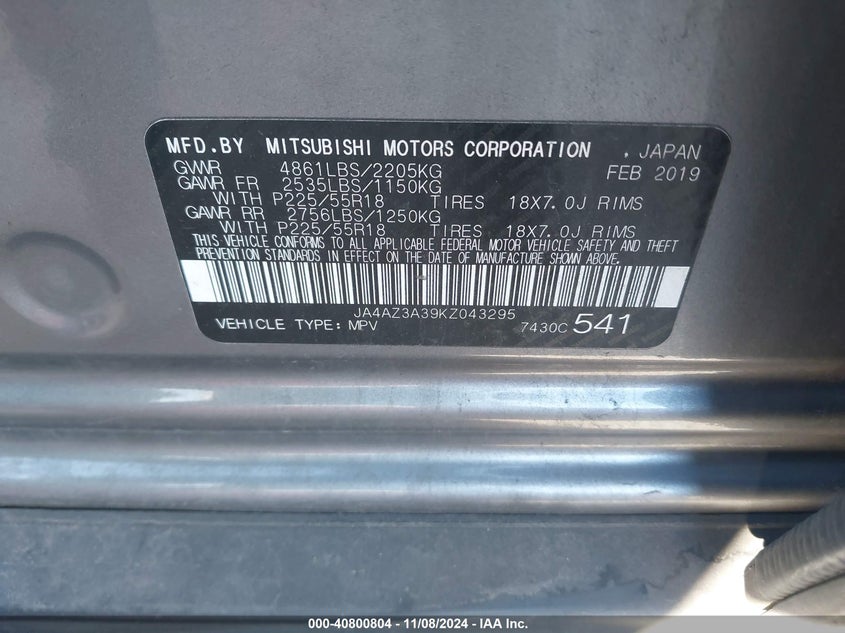 MFD.BY MITSUBISHI MOTORS CORPORATION . JAPAN
GVWR 4861LBS/2205KG FEB 2019
GAWR FR 2535LBS/1150KG
WITH P225/55R18 TIRES 18X7.0J RIMS
GAWR RR 2756LBS/1250KG
WITH P225/55R18 TIRES 18X7.0J RIMS
THIS VEHICLE CONFORMS TO ALL APPLICABLE FEDERAL MOTOR VEHICLE SAFETY AND THEFT
PREVENTION STANDARDS IN EFFECT ON THE DATE OF MANUFACTURE SHOWN ABOVE.
JA4AZ3A39KZ043295
VEHICLE TYPE: MPV 7430C 541
000-40800804 - 11/08/2024 - IAA Inc.